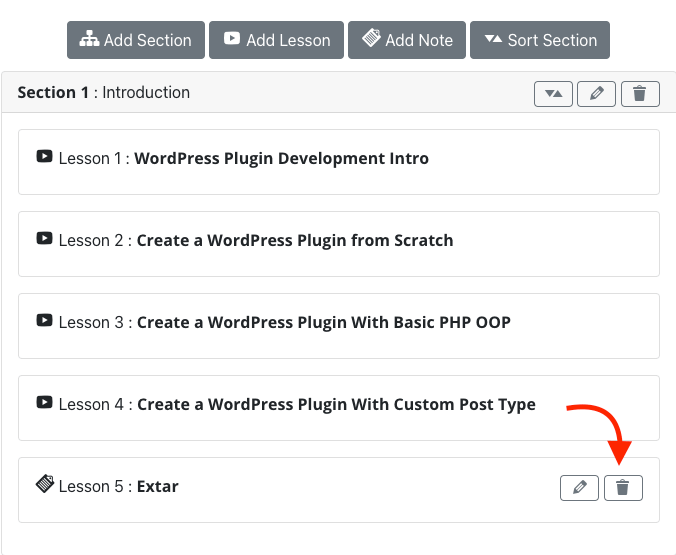 Add Section Add Lesson Add Note Sort Section
Section 1 : Introduction
Lesson 1 : WordPress Plugin Development Intro
Lesson 2 : Create a WordPress Plugin from Scratch
Lesson 3 : Create a WordPress Plugin With Basic PHP OOP
Lesson 4 : Create a WordPress Plugin With Custom Post Type
Lesson 5 : Extar